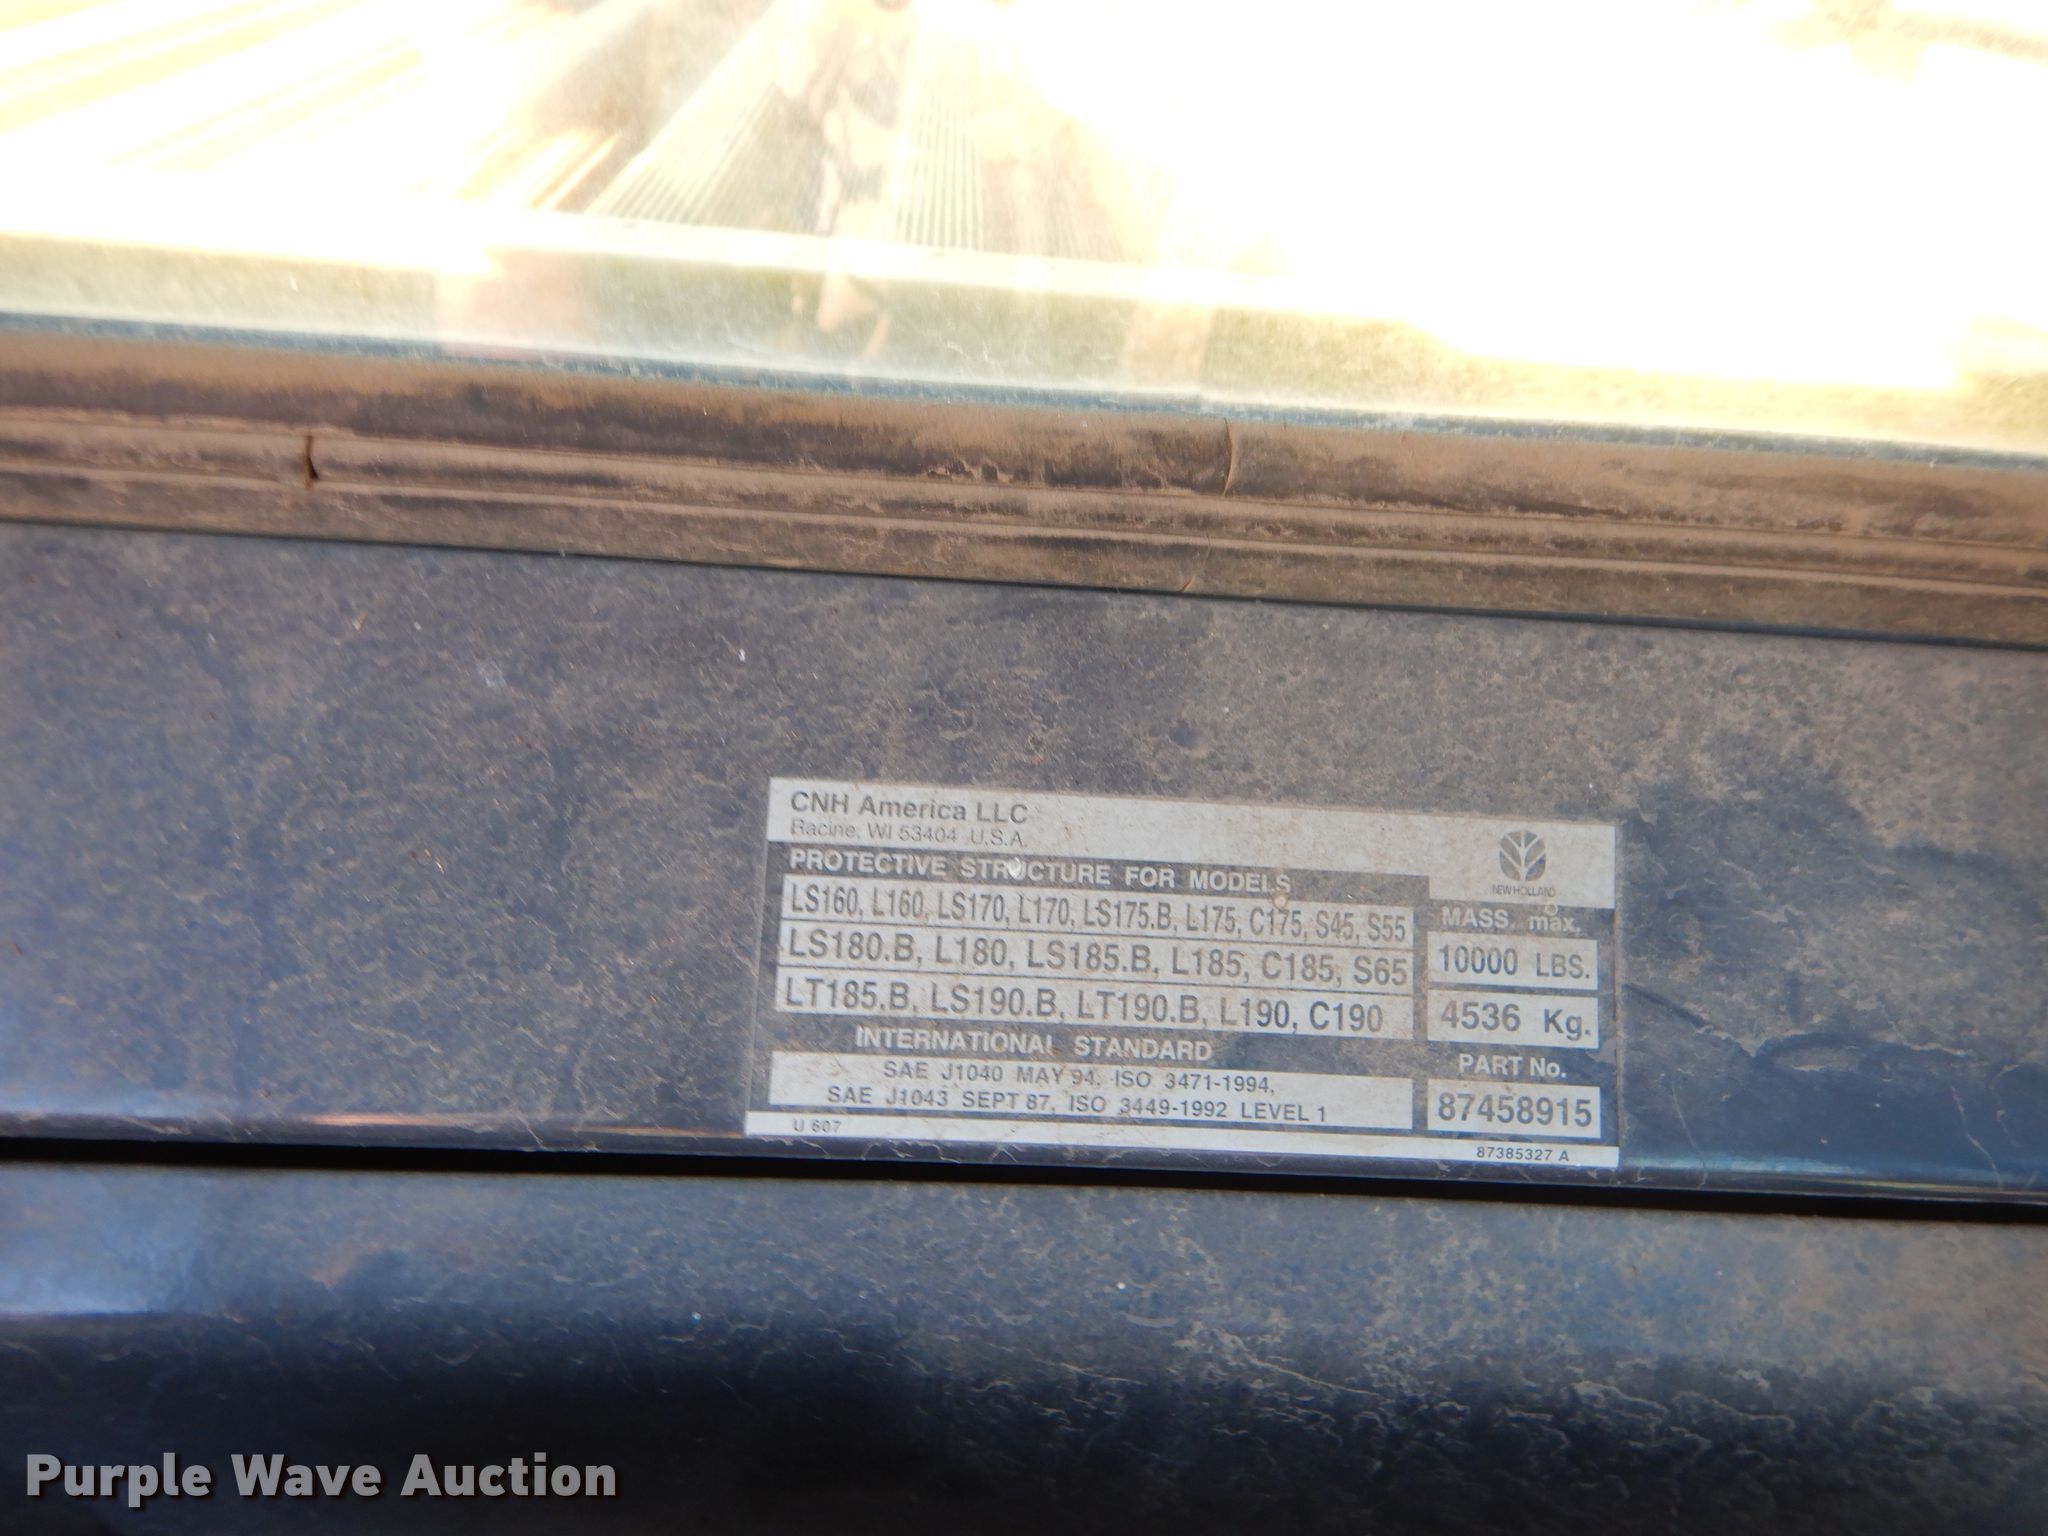 CNH America LLC
Racine, WI 53404 U.S.A.
NEW HOLLAND
PROTECTIVE STRUCTURE FOR MODELS
LS160, L160, LS170, L170, LS175.B, L175, C175, S45, S55
LS180.B, L180, LS185.B, L185, C185, S65
LT185.B, LS190.B, LT190.B, L190, C190
MASS. max.
10000 LBS.
4536 Kg.
INTERNATIONAL STANDARD
SAE J1040 MAY 94, ISO 3471-1994,
SAE J1043 SEPT 87, ISO 3449-1992 LEVEL 1
PART No.
87458915
U 607
87385327 A
Purple Wave Auction